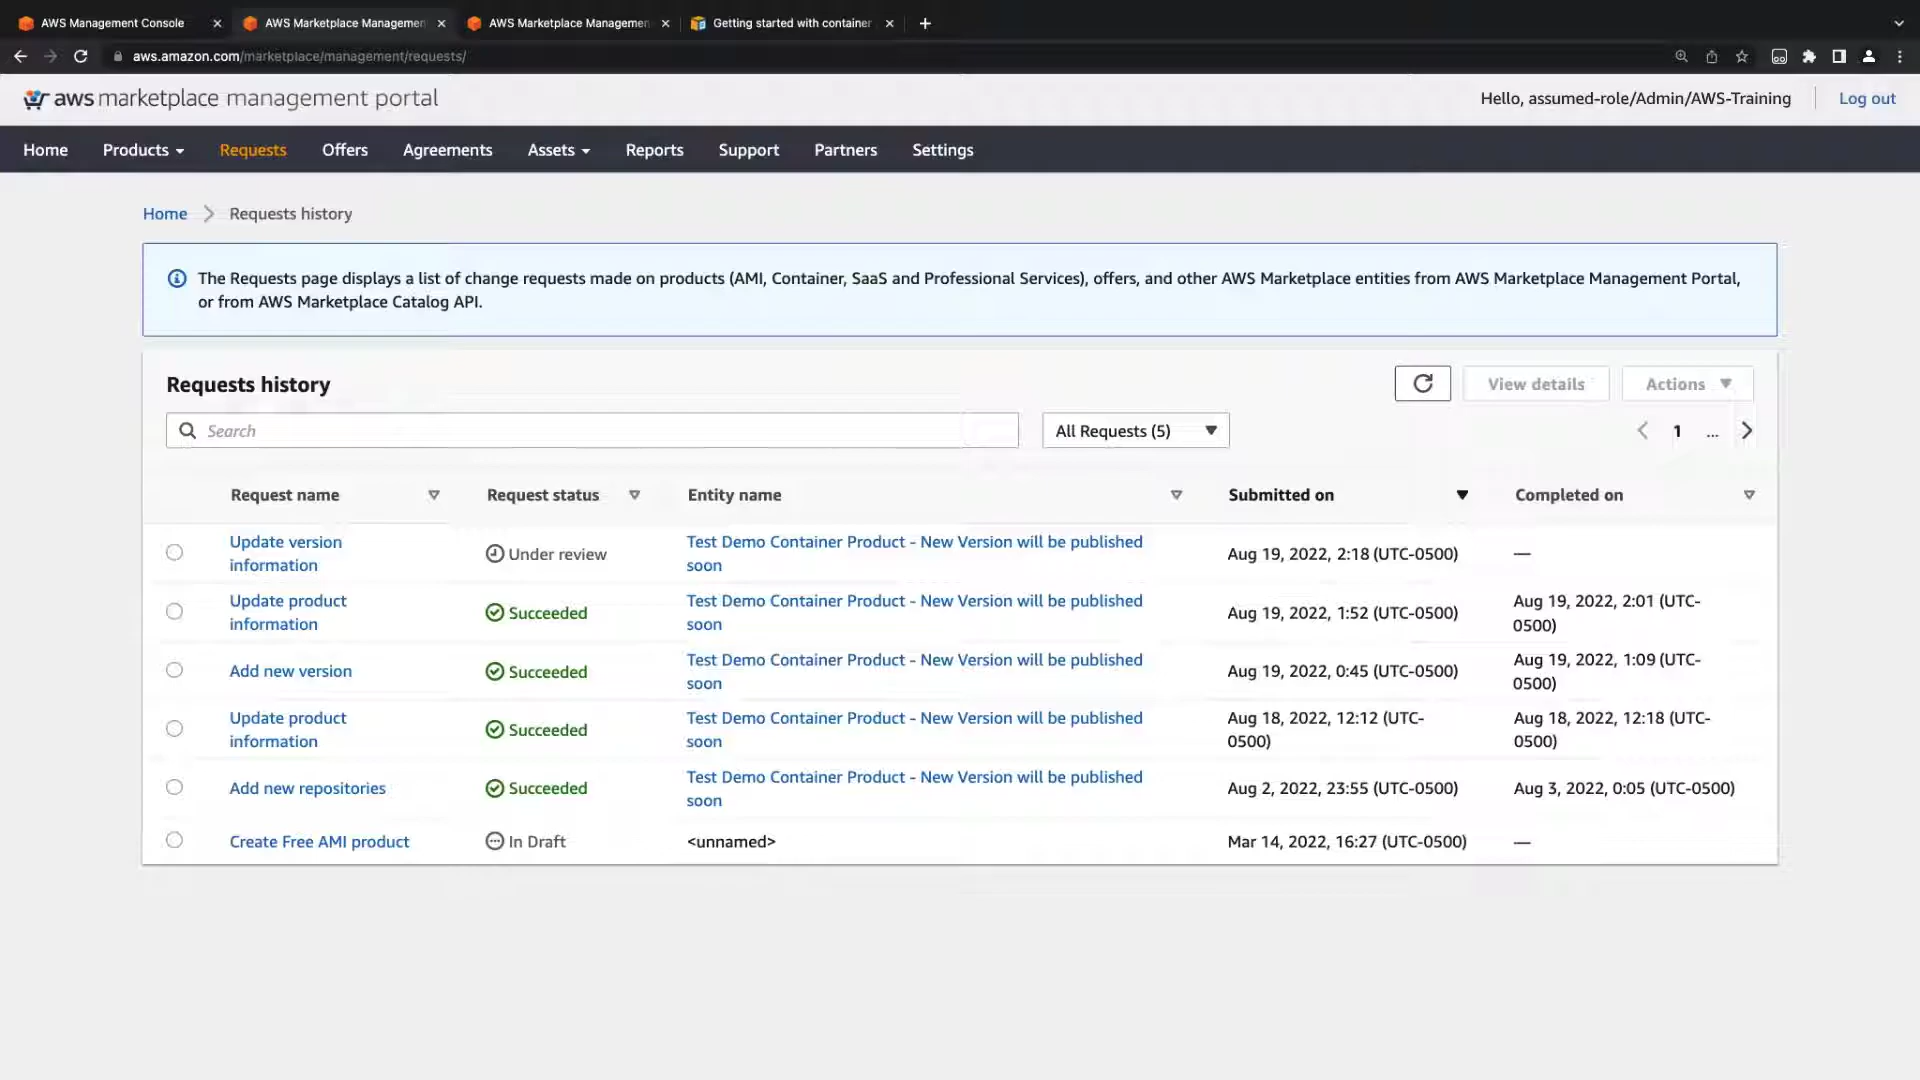 AWS Management Console
AWS Marketplace Managemen
AWS Marketplace Managemen
Getting started with container
aws.amazon.com/marketplace/management/requests/
aws marketplace management portal
Hello, assumed-role/Admin/AWS-Training
Log out
Home
Products
Requests
Offers
Agreements
Assets
Reports
Support
Partners
Settings
Home
Requests history
The Requests page displays a list of change requests made on products (AMI, Container, SaaS and Professional Services), offers, and other AWS Marketplace entities from AWS Marketplace Management Portal,
or from AWS Marketplace Catalog API.
Requests history
View details
Actions
Search
All Requests (5)
1
...
Request name
Request status
Entity name
Submitted on
Completed on
Update version
information
Under review
Test Demo Container Product - New Version will be published
soon
Aug 19, 2022, 2:18 (UTC-0500)
—
Update product
information
Succeeded
Test Demo Container Product - New Version will be published
soon
Aug 19, 2022, 1:52 (UTC-0500)
Aug 19, 2022, 2:01 (UTC-
0500)
Add new version
Succeeded
Test Demo Container Product - New Version will be published
soon
Aug 19, 2022, 0:45 (UTC-0500)
Aug 19, 2022, 1:09 (UTC-
0500)
Update product
information
Succeeded
Test Demo Container Product - New Version will be published
soon
Aug 18, 2022, 12:12 (UTC-
0500)
Aug 18, 2022, 12:18 (UTC-
0500)
Add new repositories
Succeeded
Test Demo Container Product - New Version will be published
soon
Aug 2, 2022, 23:55 (UTC-0500)
Aug 3, 2022, 0:05 (UTC-0500)
Create Free AMI product
In Draft
<unnamed>
Mar 14, 2022, 16:27 (UTC-0500)
—